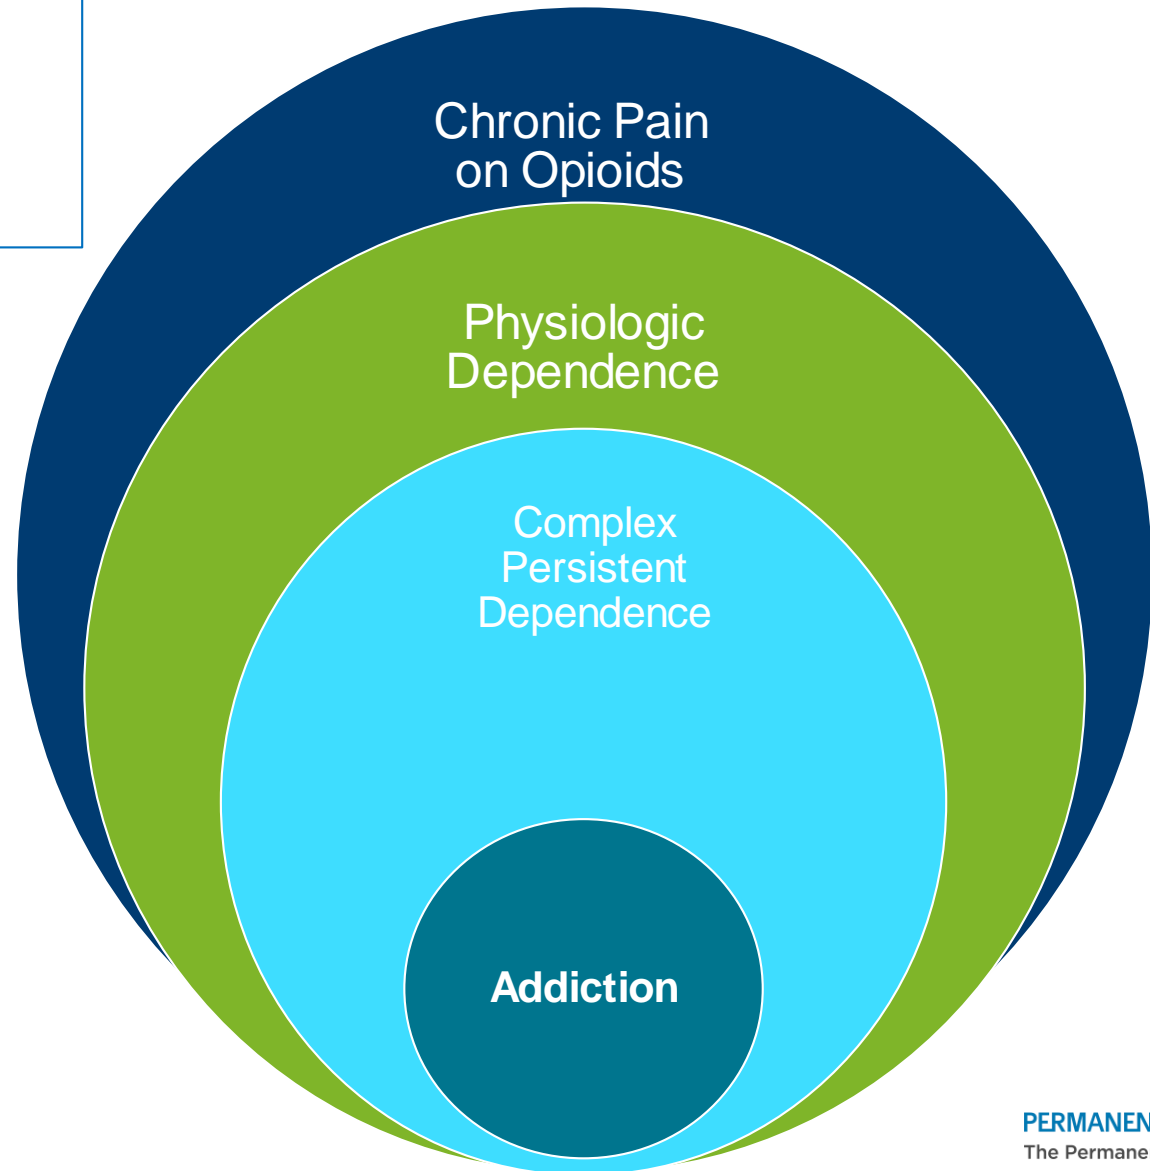 Chronic Pain
on Opioids
Physiologic
Dependence
Complex
Persistent
Dependence
Addiction
PERMANEN
The Permane